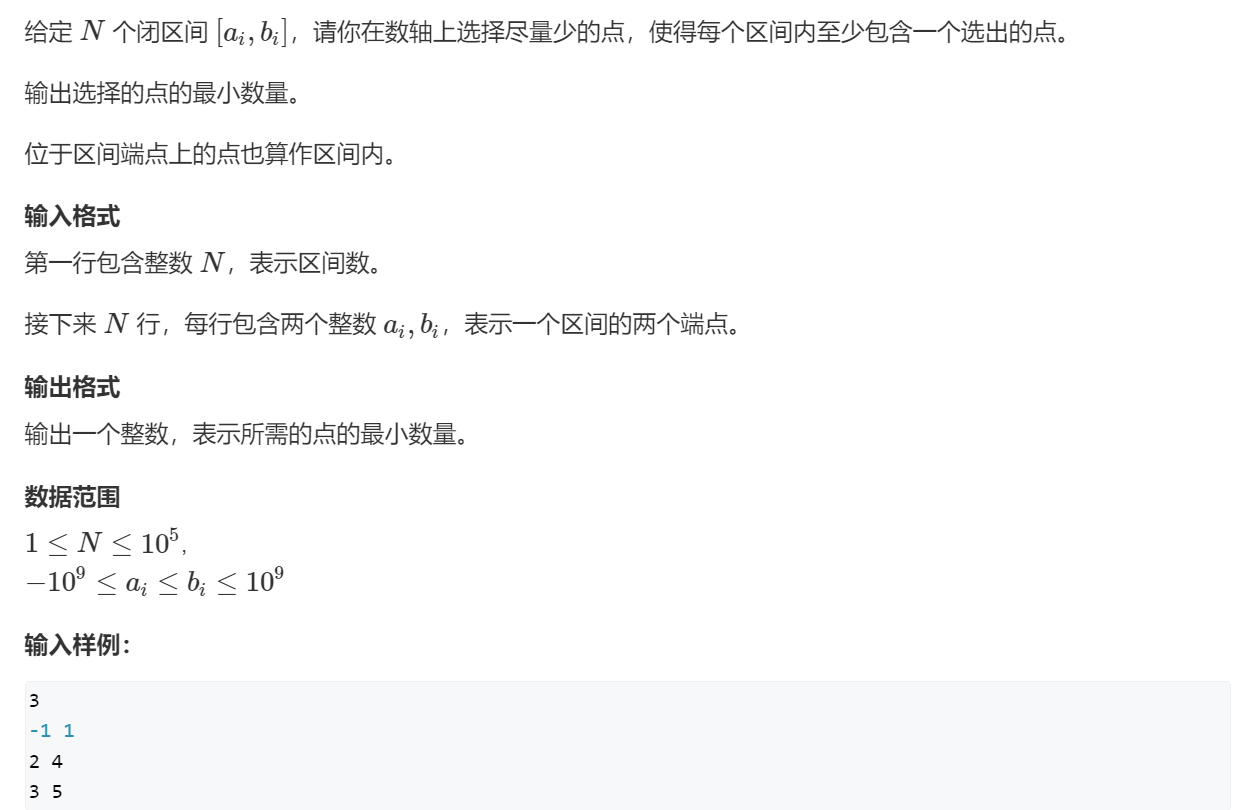 给定 N 个闭区间 [a_i, b_i]，请你在数轴上选择尽量少的点，使得每个区间内至少包含一个选出的点。
输出选择的点的最小数量。
位于区间端点上的点也算作区间内。
输入格式
第一行包含整数 N，表示区间数。
接下来 N 行，每行包含两个整数 a_i, b_i，表示一个区间的两个端点。
输出格式
输出一个整数，表示所需的点的最小数量。
数据范围
1 ≤ N ≤ 10^5,
−10^9 ≤ a_i ≤ b_i ≤ 10^9
输入样例：
3
-1 1
2 4
3 5